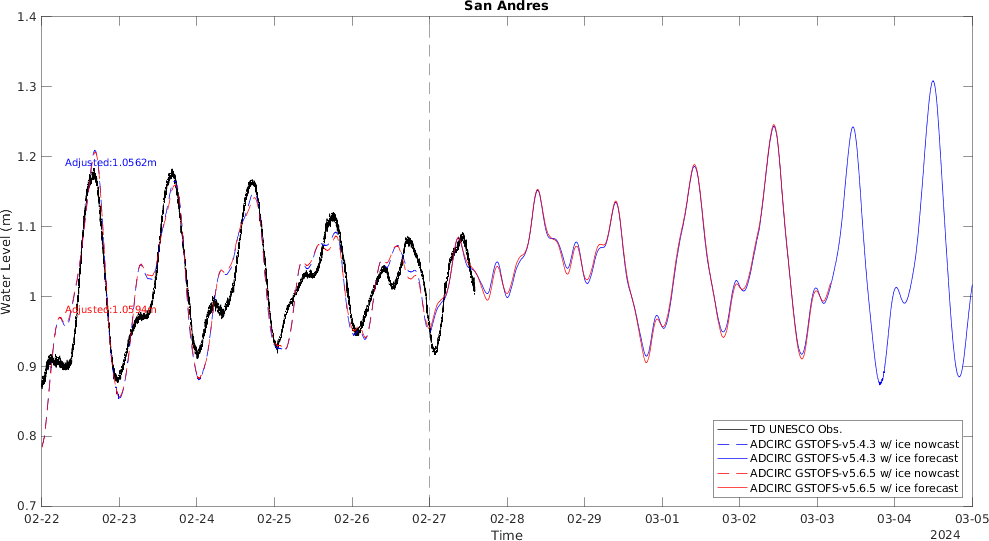 San Andres
1.4
1.3
1.2
1.1
1
0.9
0.8
0.7
Water Level (m)
Adjusted:1.0562m
Adjusted:1.0594m
TD UNESCO Obs.
ADCIRC GSTOFS-v5.4.3 w/ ice nowcast
ADCIRC GSTOFS-v5.4.3 w/ ice forecast
ADCIRC GSTOFS-v5.6.5 w/ ice nowcast
ADCIRC GSTOFS-v5.6.5 w/ ice forecast
02-22 02-23 02-24 02-25 02-26 02-27 02-28 02-29 03-01 03-02 03-03 03-04 03-05
Time
2024